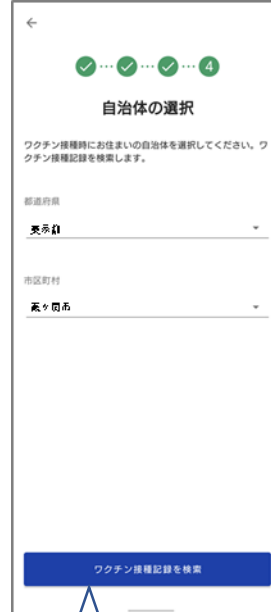 4
自治体の選択
ワクチン接種時にお住まいの自治体を選択してください。ワ
クチン接種記録を検索します。
都道府県
市区町村
ワクチン接種記録を検索